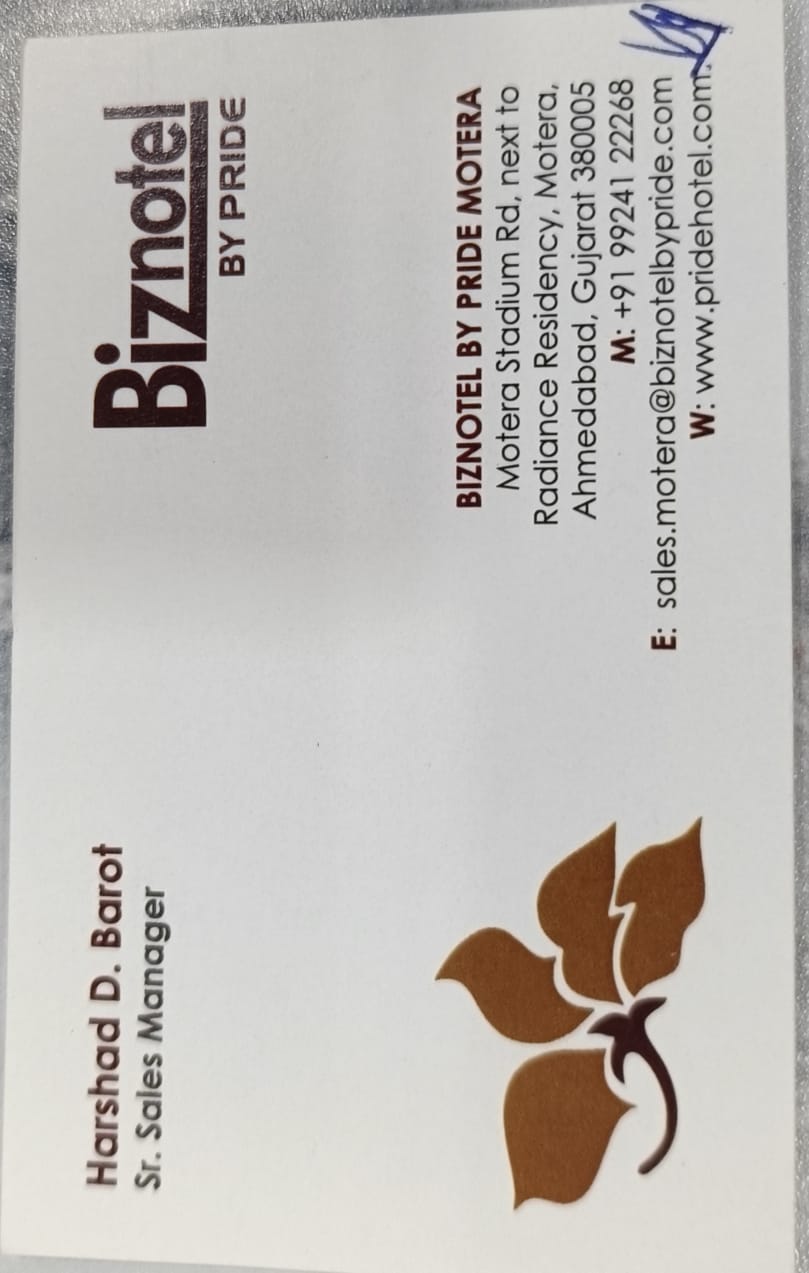 Harshad D. Barot
Sr. Sales Manager
Biznotel
BY PRIDE
BIZNOTEL BY PRIDE MOTERA
Motera Stadium Rd, next to
Radiance Residency, Motera,
Ahmedabad, Gujarat 380005
M: +91 99241 22268
E: sales.motera@biznotelbypride.com
W: www.pridehotel.com